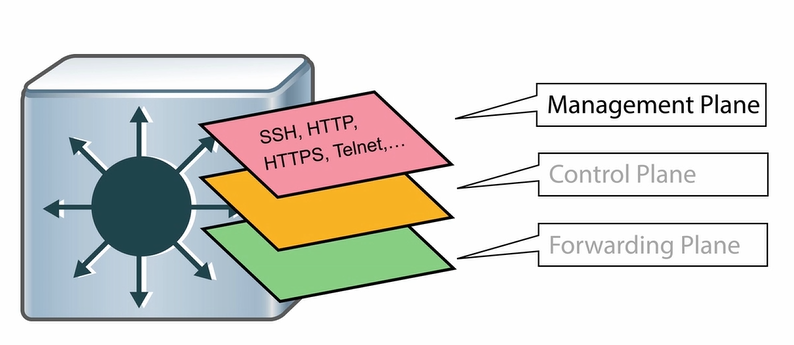 SSH, HTTP,
HTTPS, Telnet,...
Management Plane
Control Plane
Forwarding Plane